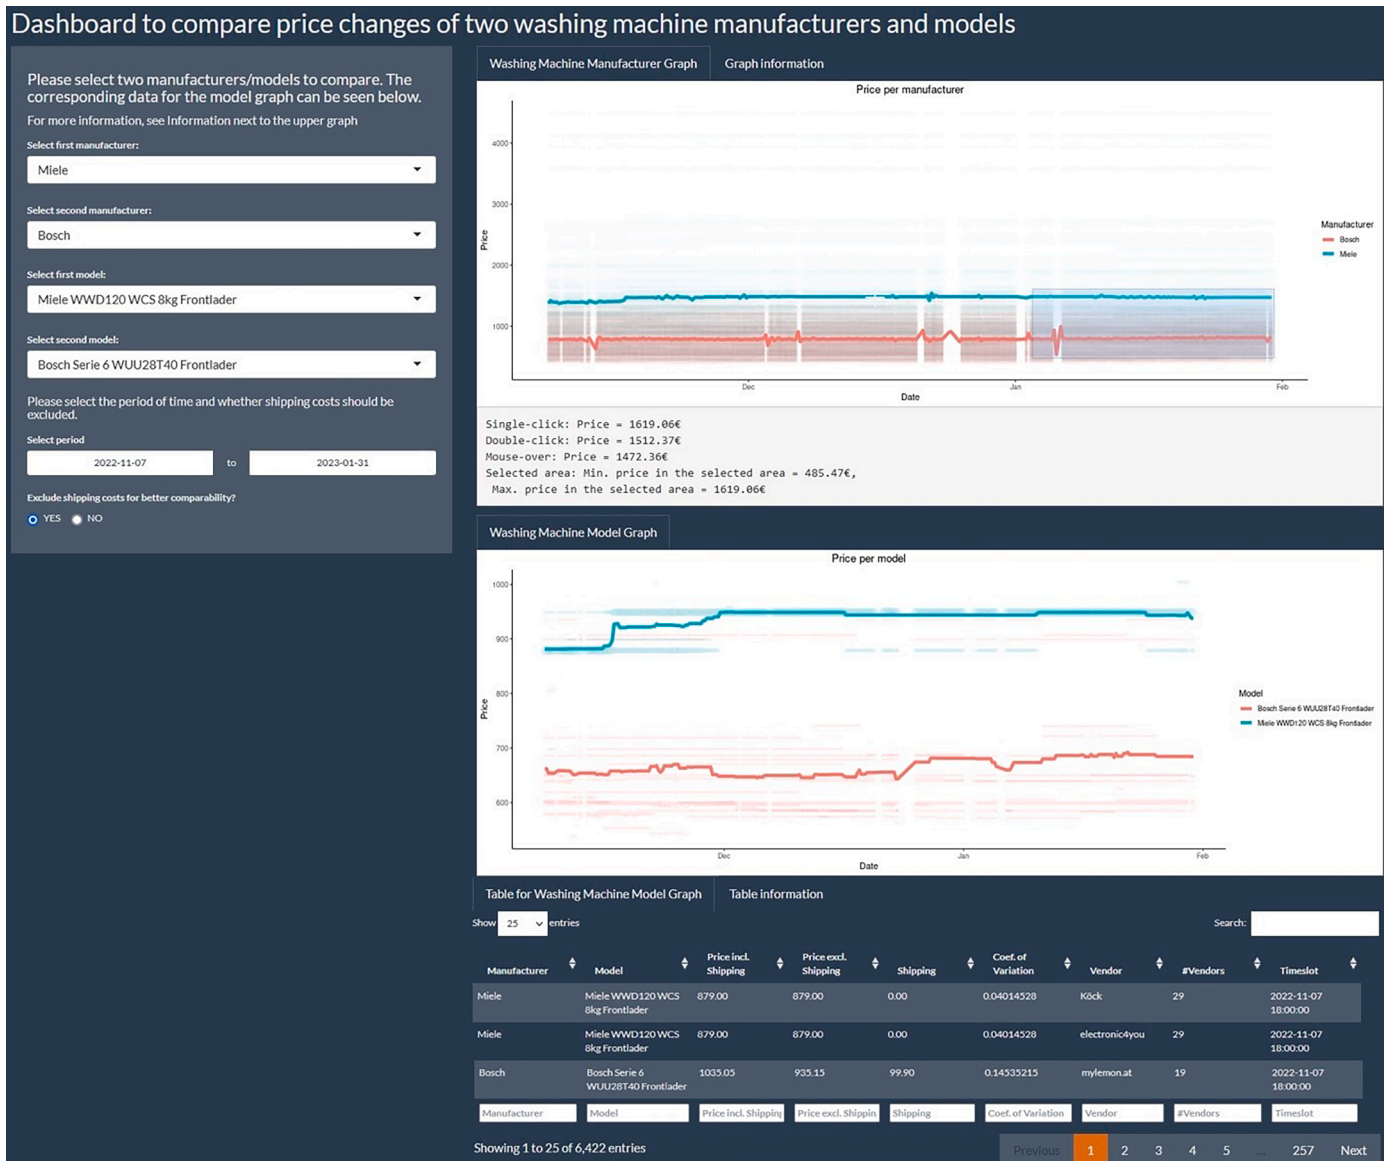 Dashboard to compare price changes of two washing machine manufacturers and models
Please select two manufacturers/models to compare. The
corresponding data for the model graph can be seen below.
For more information, see Information next to the upper graph
Select first manufacturer:
Miele
Select second manufacturer:
Bosch
Select first model:
Miele WWD120 WCS 8kg Frontlader
Select second model:
Bosch Serie 6 WUU28T40 Frontlader
Please select the period of time and whether shipping costs should be
excluded.
Select period
2022-11-07 to 2023-01-31
Exclude shipping costs for better comparability?
YES NO
Washing Machine Manufacturer Graph Graph information
Price per manufacturer
4000
3000
2000
1000
Price
Dec Jan Feb
Date
Manufacturer
Bosch
Miele
Single-click: Price = 1619.06€
Double-click: Price = 1512.37€
Mouse-over: Price = 1472.36€
Selected area: Min. price in the selected area = 485.47€,
Max. price in the selected area = 1619.06€
Washing Machine Model Graph
Price per model
1000
900
800
700
600
Price
Dec Jan Feb
Date
Model
Bosch Serie 6 WUU28T40 Frontlader
Miele WWD120 WCS 8kg Frontlader
Table for Washing Machine Model Graph Table information
Show 25 entries Search:
Manufacturer Model Price incl. Shipping Price excl. Shipping Shipping Coef. of Variation Vendor #Vendors Timeslot
Miele Miele WWD120 WCS 8kg Frontlader 879.00 879.00 0.00 0.04014528 Köck 29 2022-11-07 18:00:00
Miele Miele WWD120 WCS 8kg Frontlader 879.00 879.00 0.00 0.04014528 electronic4you 29 2022-11-07 18:00:00
Bosch Bosch Serie 6 WUU28T40 Frontlader 1035.05 935.15 99.90 0.14535215 mylemon.at 19 2022-11-07 18:00:00
Manufacturer Model Price incl. Shipping Price excl. Shippin Shipping Coef. of Variation Vendor #Vendors Timeslot
Showing 1 to 25 of 6,422 entries
Previous 1 2 3 4 5 ... 257 Next